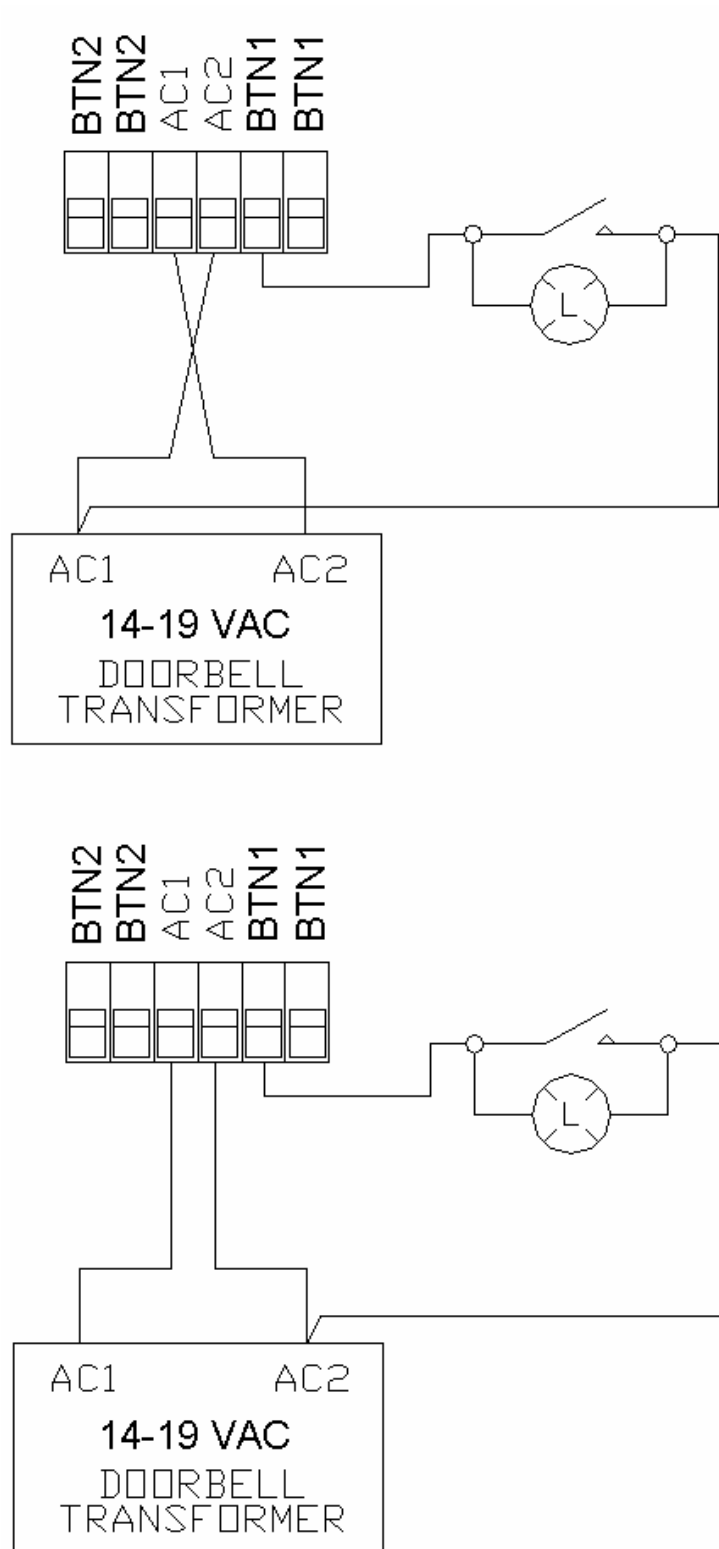 BTN2
BTN2
AC1
AC2
BTN1
BTN1
L
AC1 AC2
14-19 VAC
DOORBELL
TRANSFORMER
BTN2
BTN2
AC1
AC2
BTN1
BTN1
L
AC1 AC2
14-19 VAC
DOORBELL
TRANSFORMER